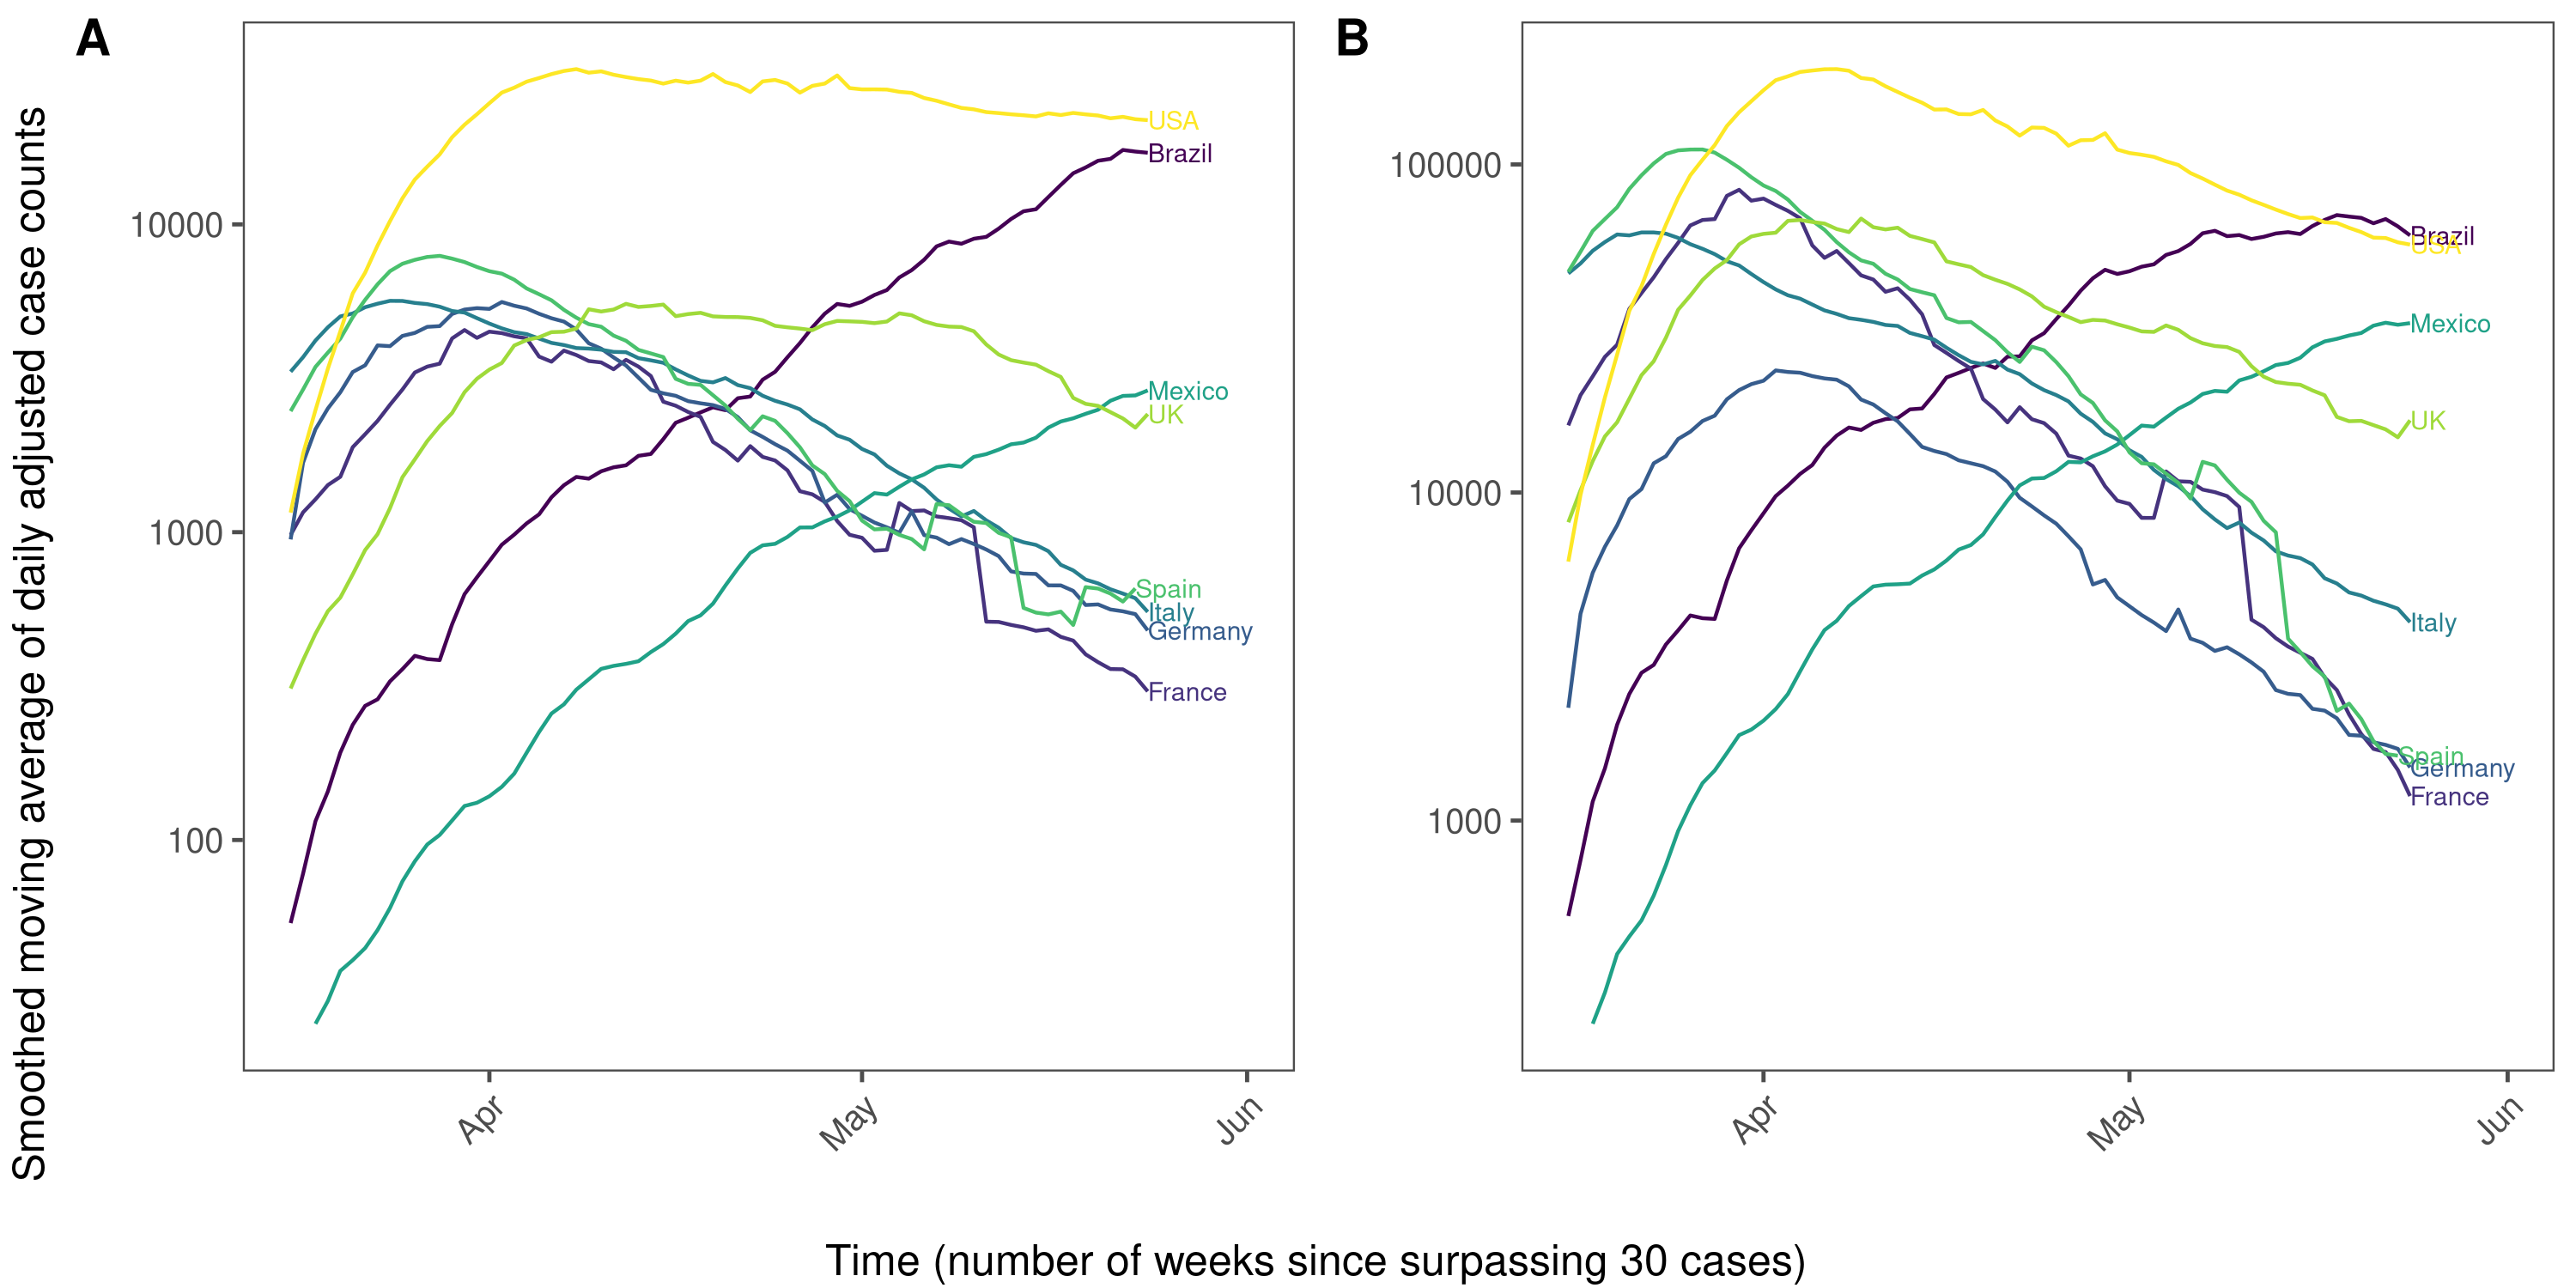 A
B
Smoothed moving average of daily adjusted case counts
10000
1000
100
USA
Brazil
Mexico
UK
Spain
Italy
Germany
France
Apr
May
Jun
100000
10000
1000
Brazil
USA
Mexico
UK
Italy
Spain
Germany
France
Apr
May
Jun
Time (number of weeks since surpassing 30 cases)